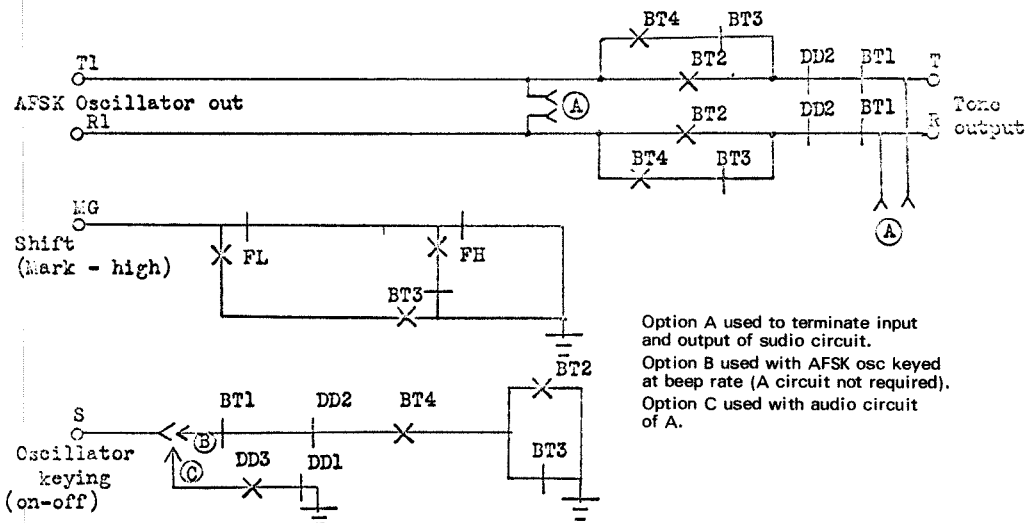 BT4 BT3
T1 BT2 DD2 BT1 T
AFSK Oscillator out A Tone
R1 BT2 DD2 BT1 R output
BT4 BT3
MG A
Shift FL FH
(Mark - high)
BT3
Option A used to terminate input
and output of sudio circuit.
Option B used with AFSK osc keyed
at beep rate (A circuit not required).
Option C used with audio circuit
of A.
BT2
S BT1 DD2 BT4
B
Oscillator C DD3 DD1 BT3
keying
(on-off)